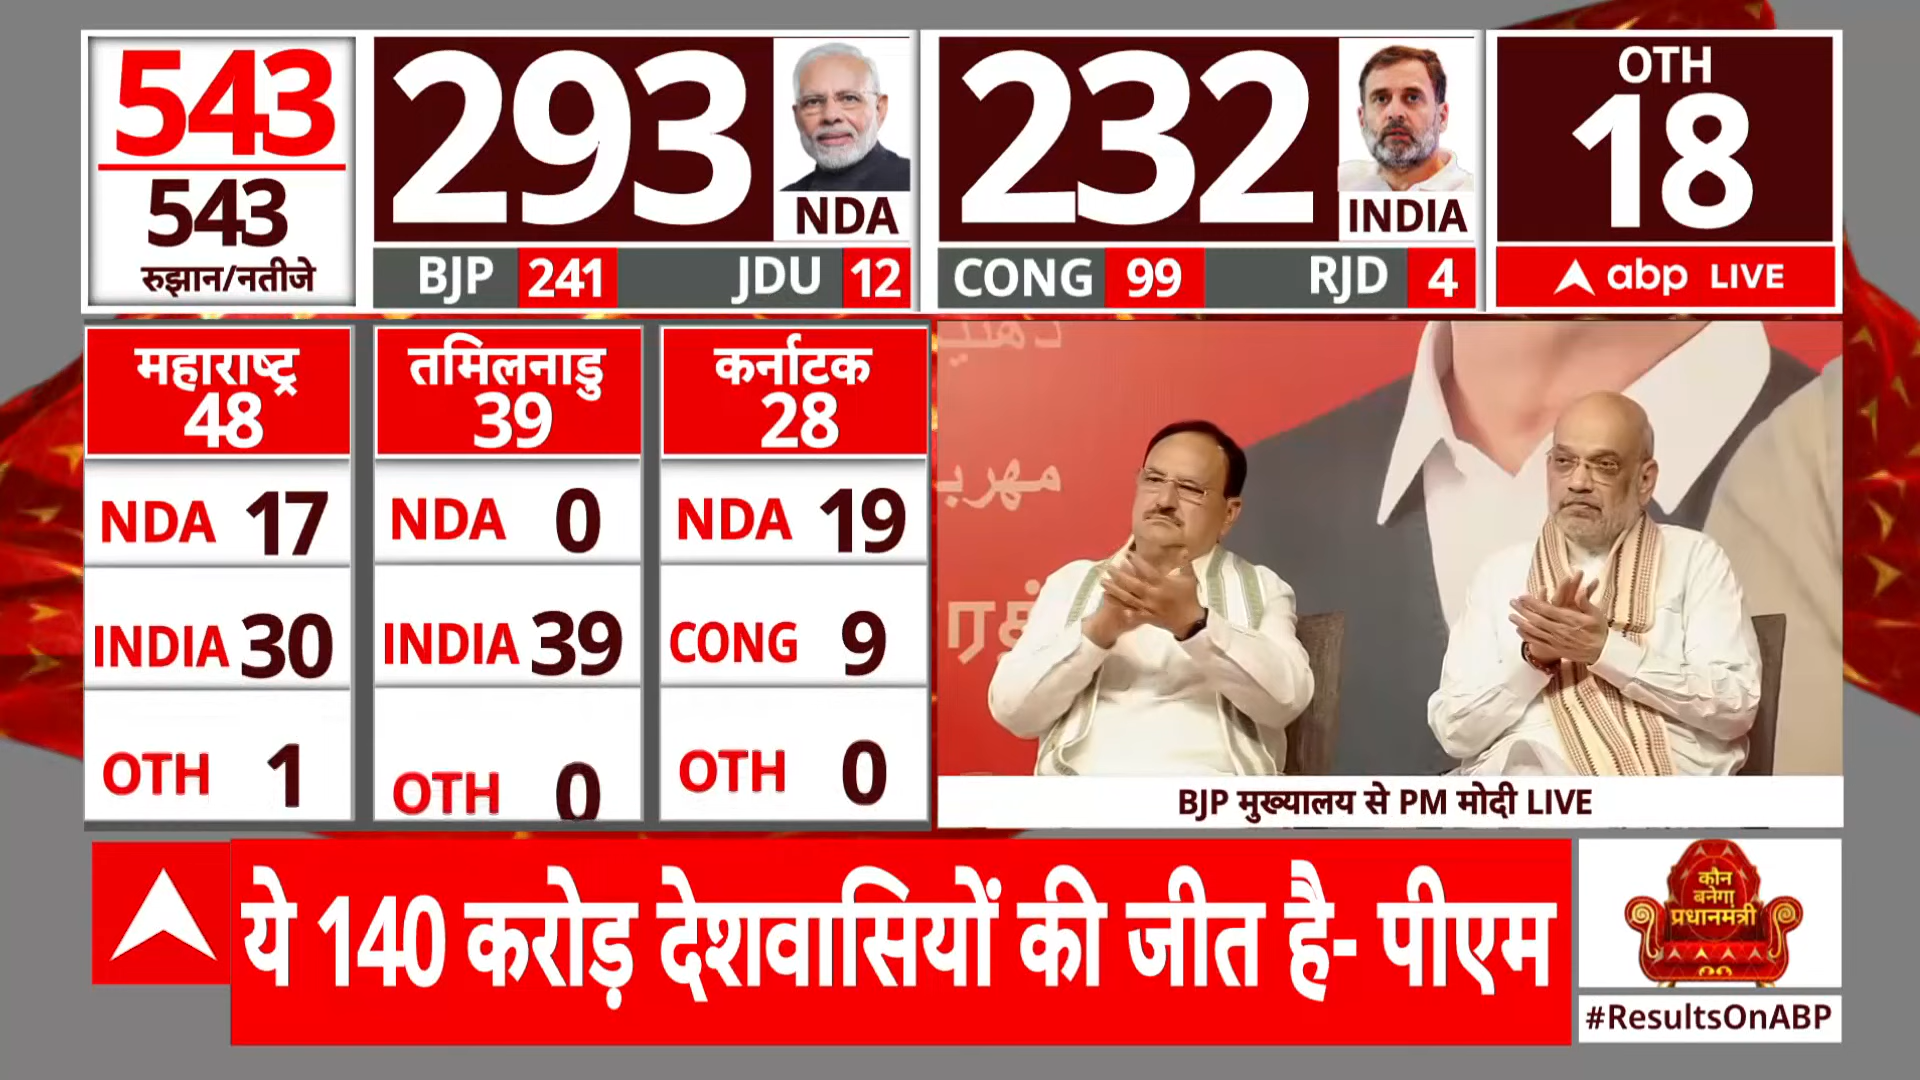 543
543
रुझान/नतीजे
293
NDA
BJP 241 JDU 12
232
INDIA
CONG 99 RJD 4
OTH
18
abp LIVE
महाराष्ट्र
48
NDA 17
INDIA 30
OTH 1
तमिलनाडु
39
NDA 0
INDIA 39
OTH 0
कर्नाटक
28
NDA 19
CONG 9
OTH 0
BJP मुख्यालय से PM मोदी LIVE
ये 140 करोड़ देशवासियों की जीत है- पीएम
कौन
बनेगा
प्रधानमंत्री
#ResultsOnABP